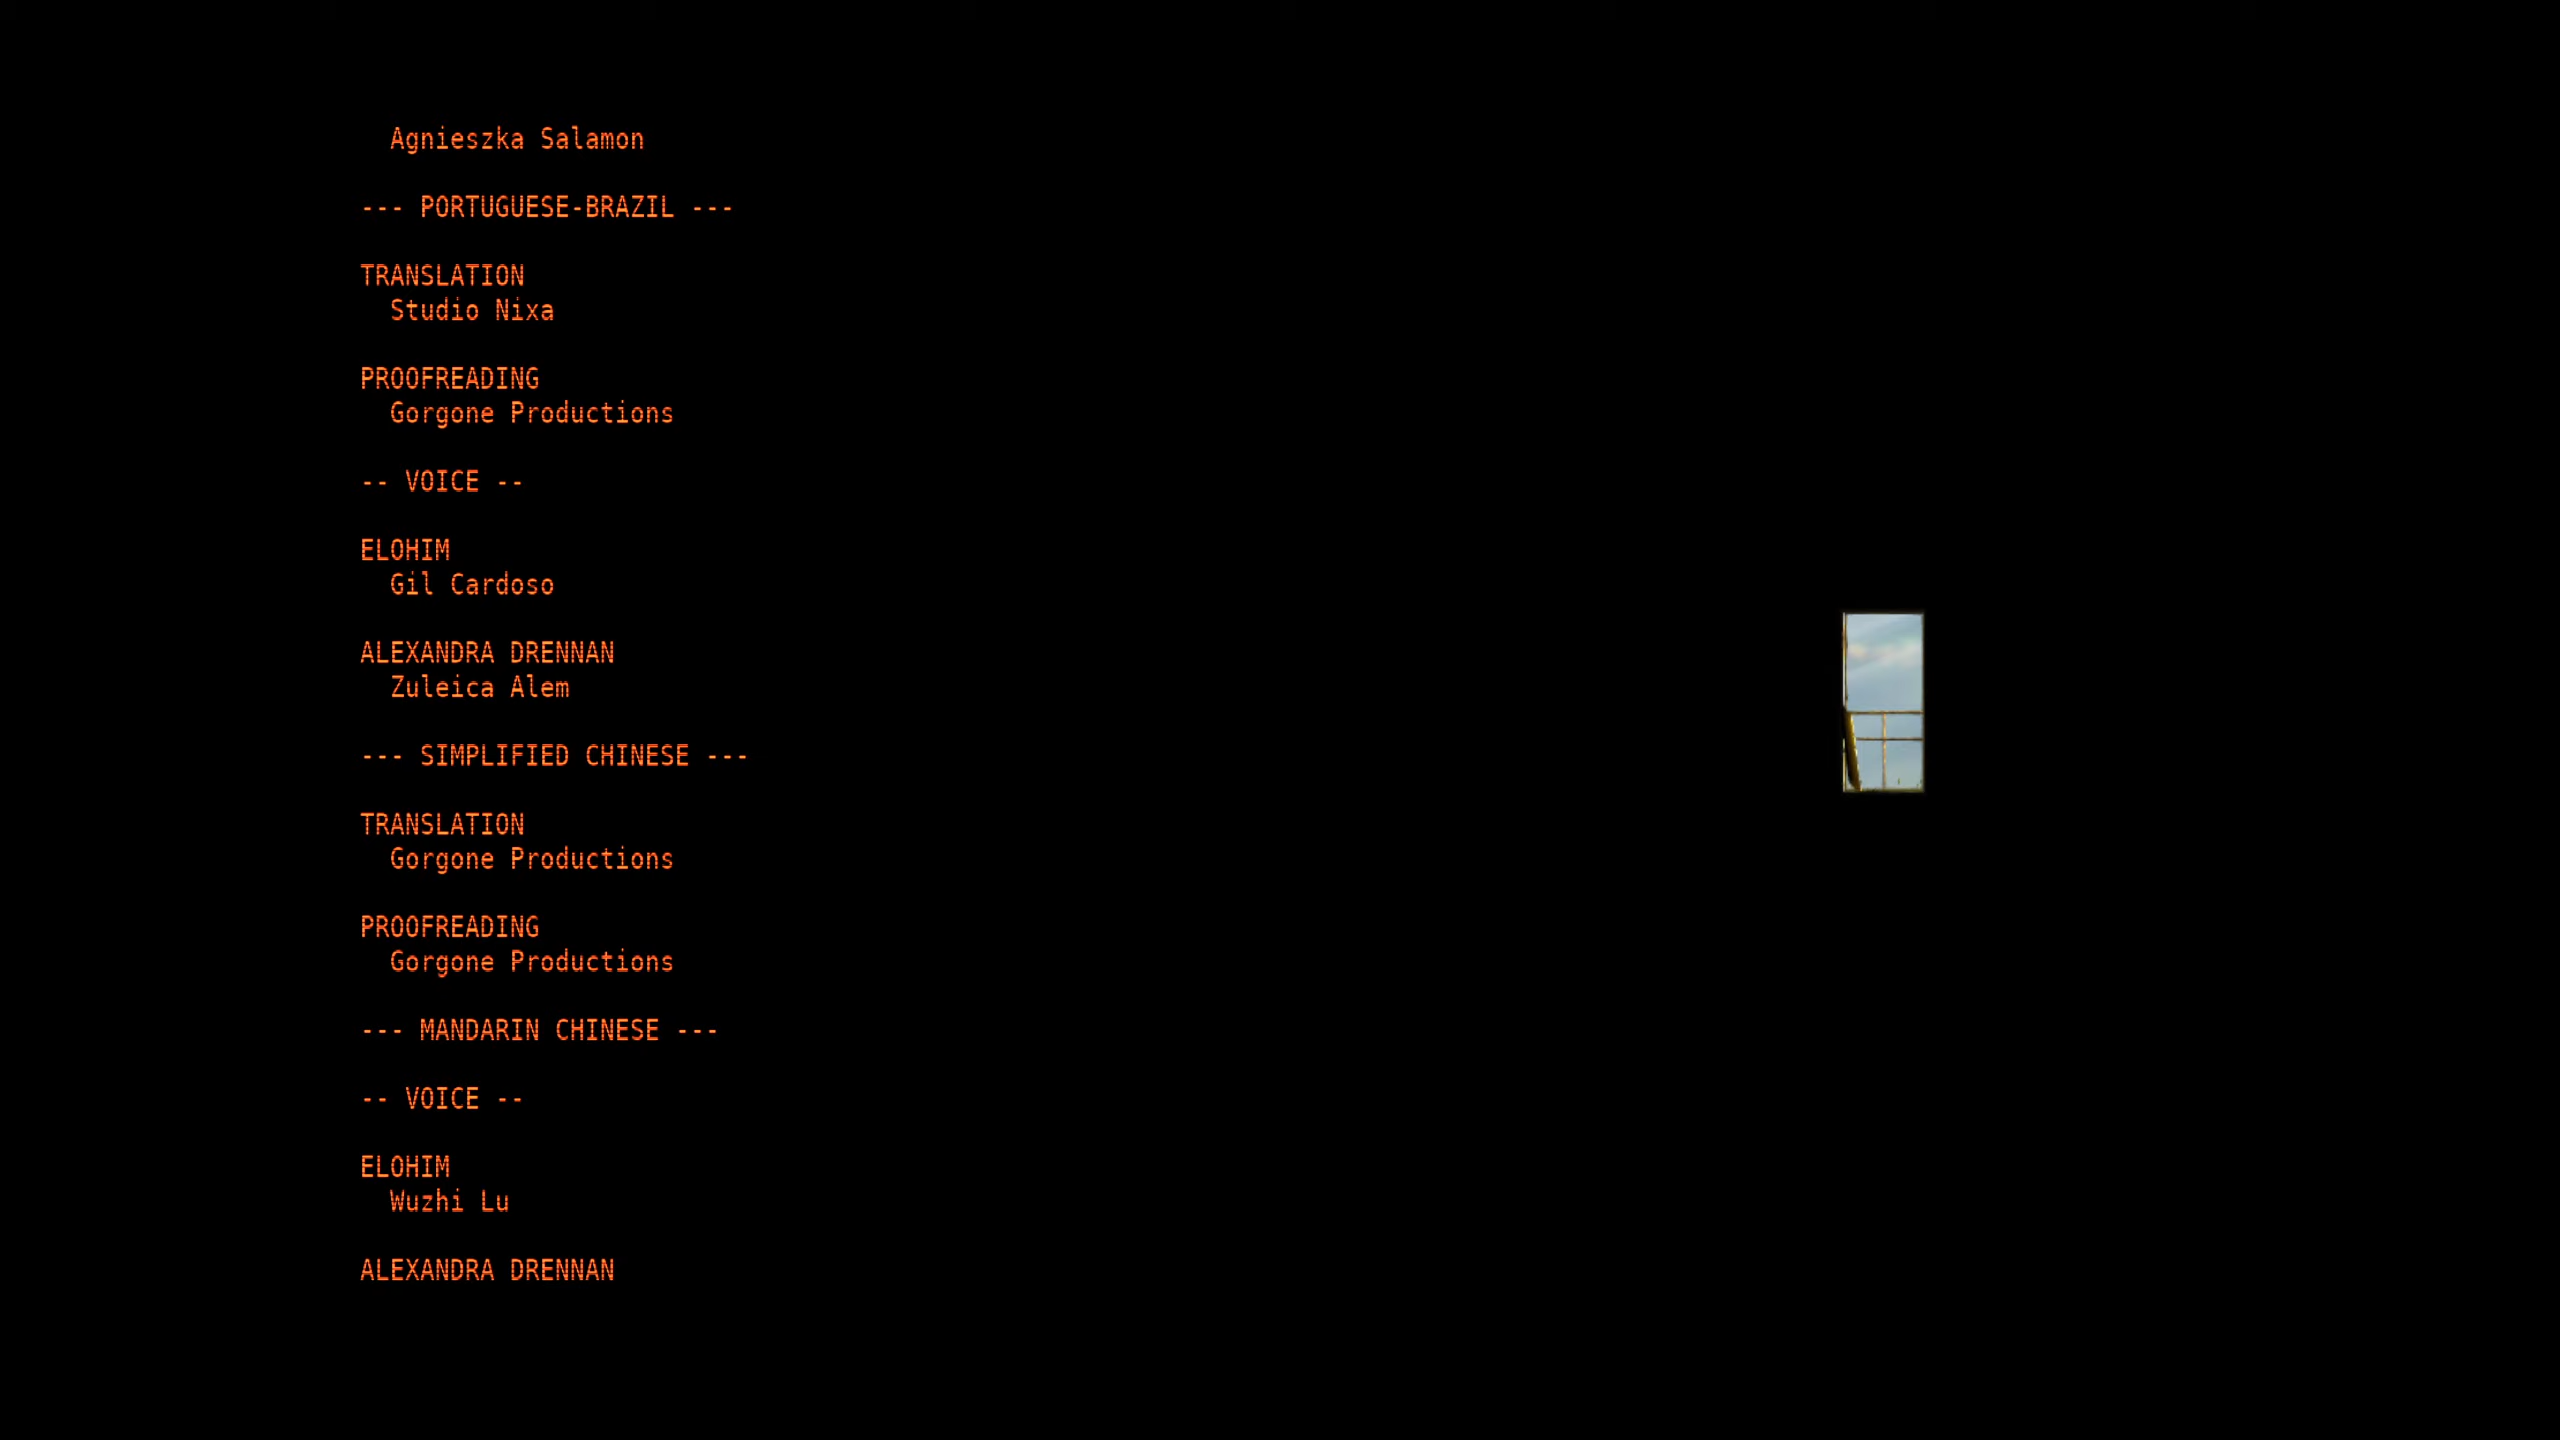 Agnieszka Salamon
--- PORTUGUESE-BRAZIL ---
TRANSLATION
Studio Nixa
PROOFREADING
Gorgone Productions
-- VOICE --
ELOHIM
Gil Cardoso
ALEXANDRA DRENNAN
Zuleica Alem
--- SIMPLIFIED CHINESE ---
TRANSLATION
Gorgone Productions
PROOFREADING
Gorgone Productions
--- MANDARIN CHINESE ---
-- VOICE --
ELOHIM
Wuzhi Lu
ALEXANDRA DRENNAN